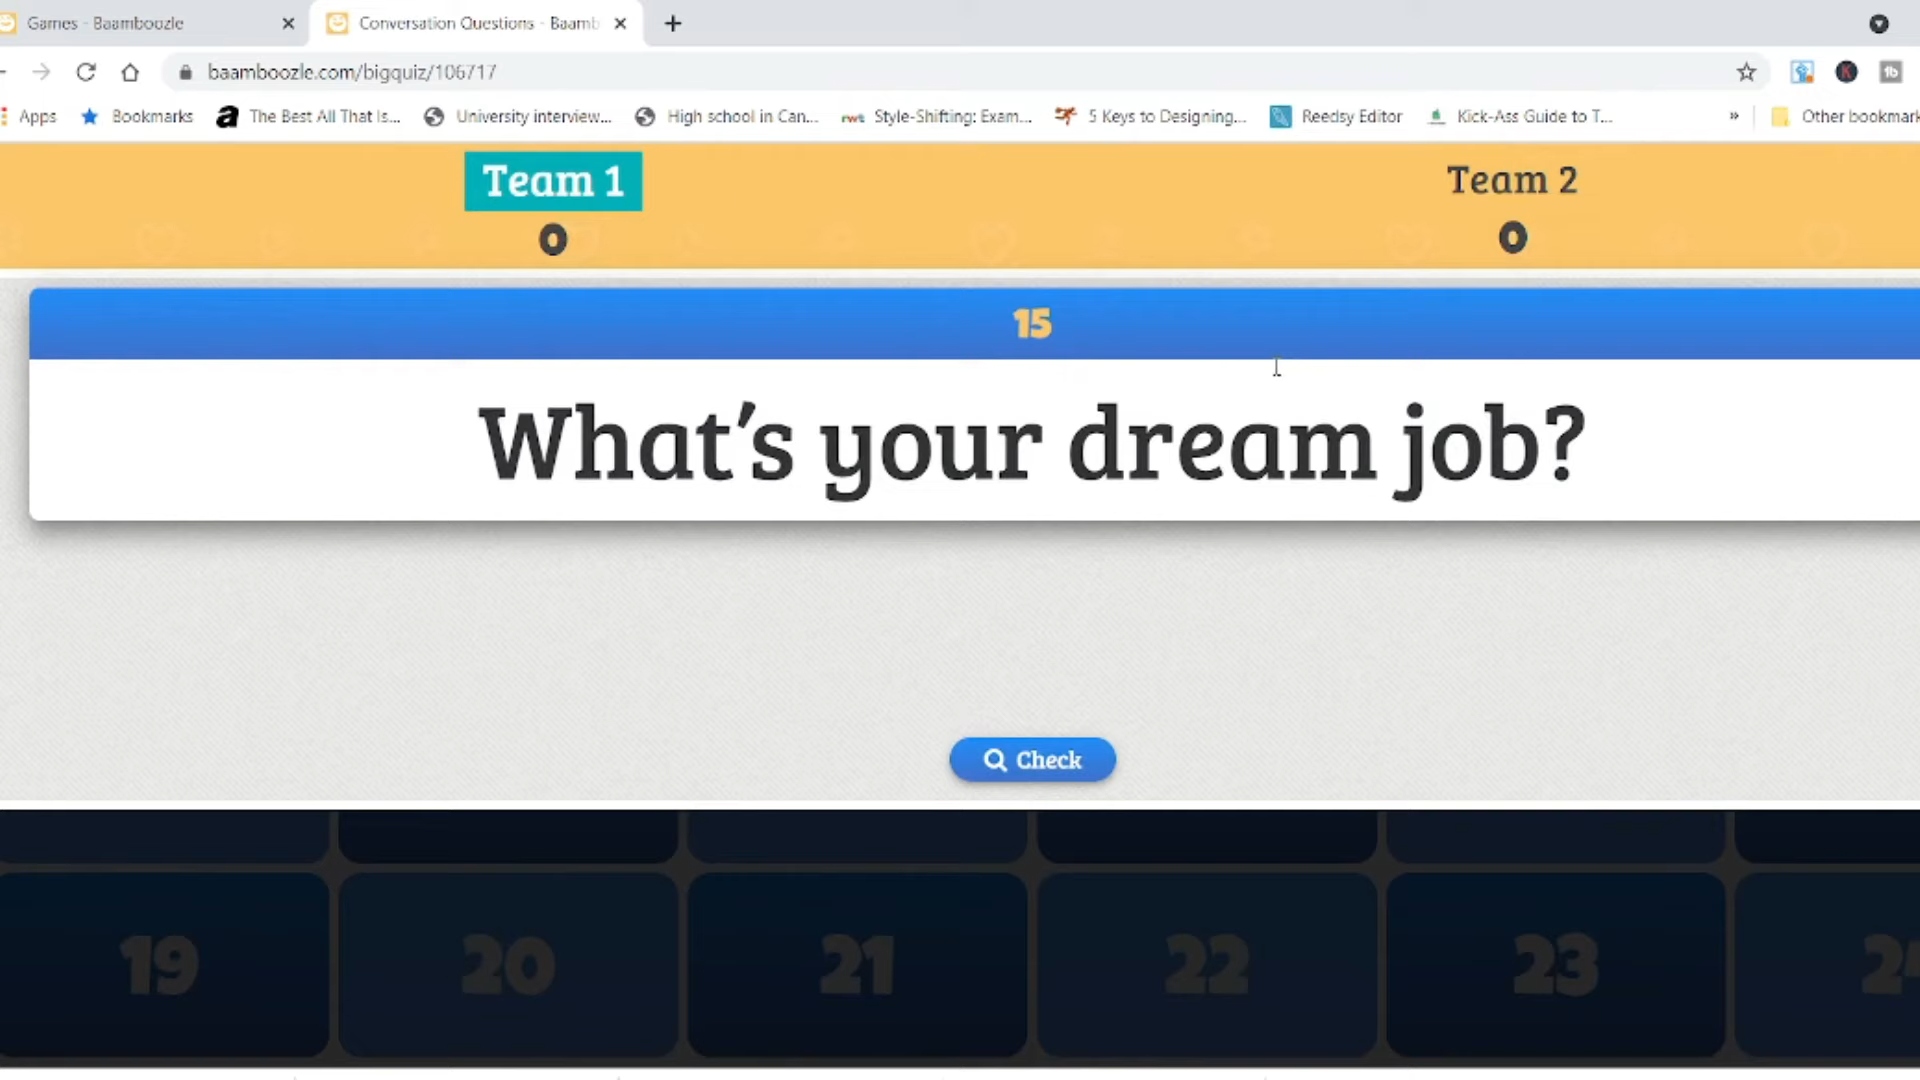 Games - Baamboozle
Conversation Questions - Baamb
baamboozle.com/bigquiz/106717
Apps
Bookmarks
The Best All That Is...
University interview...
High school in Can...
Style-Shifting: Exam...
5 Keys to Designing...
Reedsy Editor
Kick-Ass Guide to T...
»
Other bookmark
Team 1
0
Team 2
0
15
What's your dream job?
Check
19
20
21
22
23